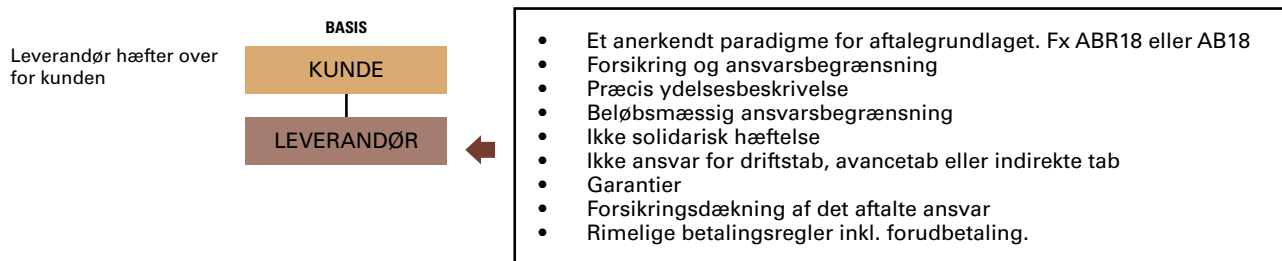 Leverandør hæfter over
for kunden
BASIS
KUNDE
LEVERANDØR
• Et anerkendt paradigme for aftalegrundlaget. Fx ABR18 eller AB18
• Forsikring og ansvarsbegrænsning
• Præcis ydelsesbeskrivelse
• Beløbsmæssig ansvarsbegrænsning
• Ikke solidarisk hæftelse
• Ikke ansvar for driftstab, avancetab eller indirekte tab
• Garantier
• Forsikringsdækning af det aftalte ansvar
• Rimelige betalingsregler inkl. forudbetaling.